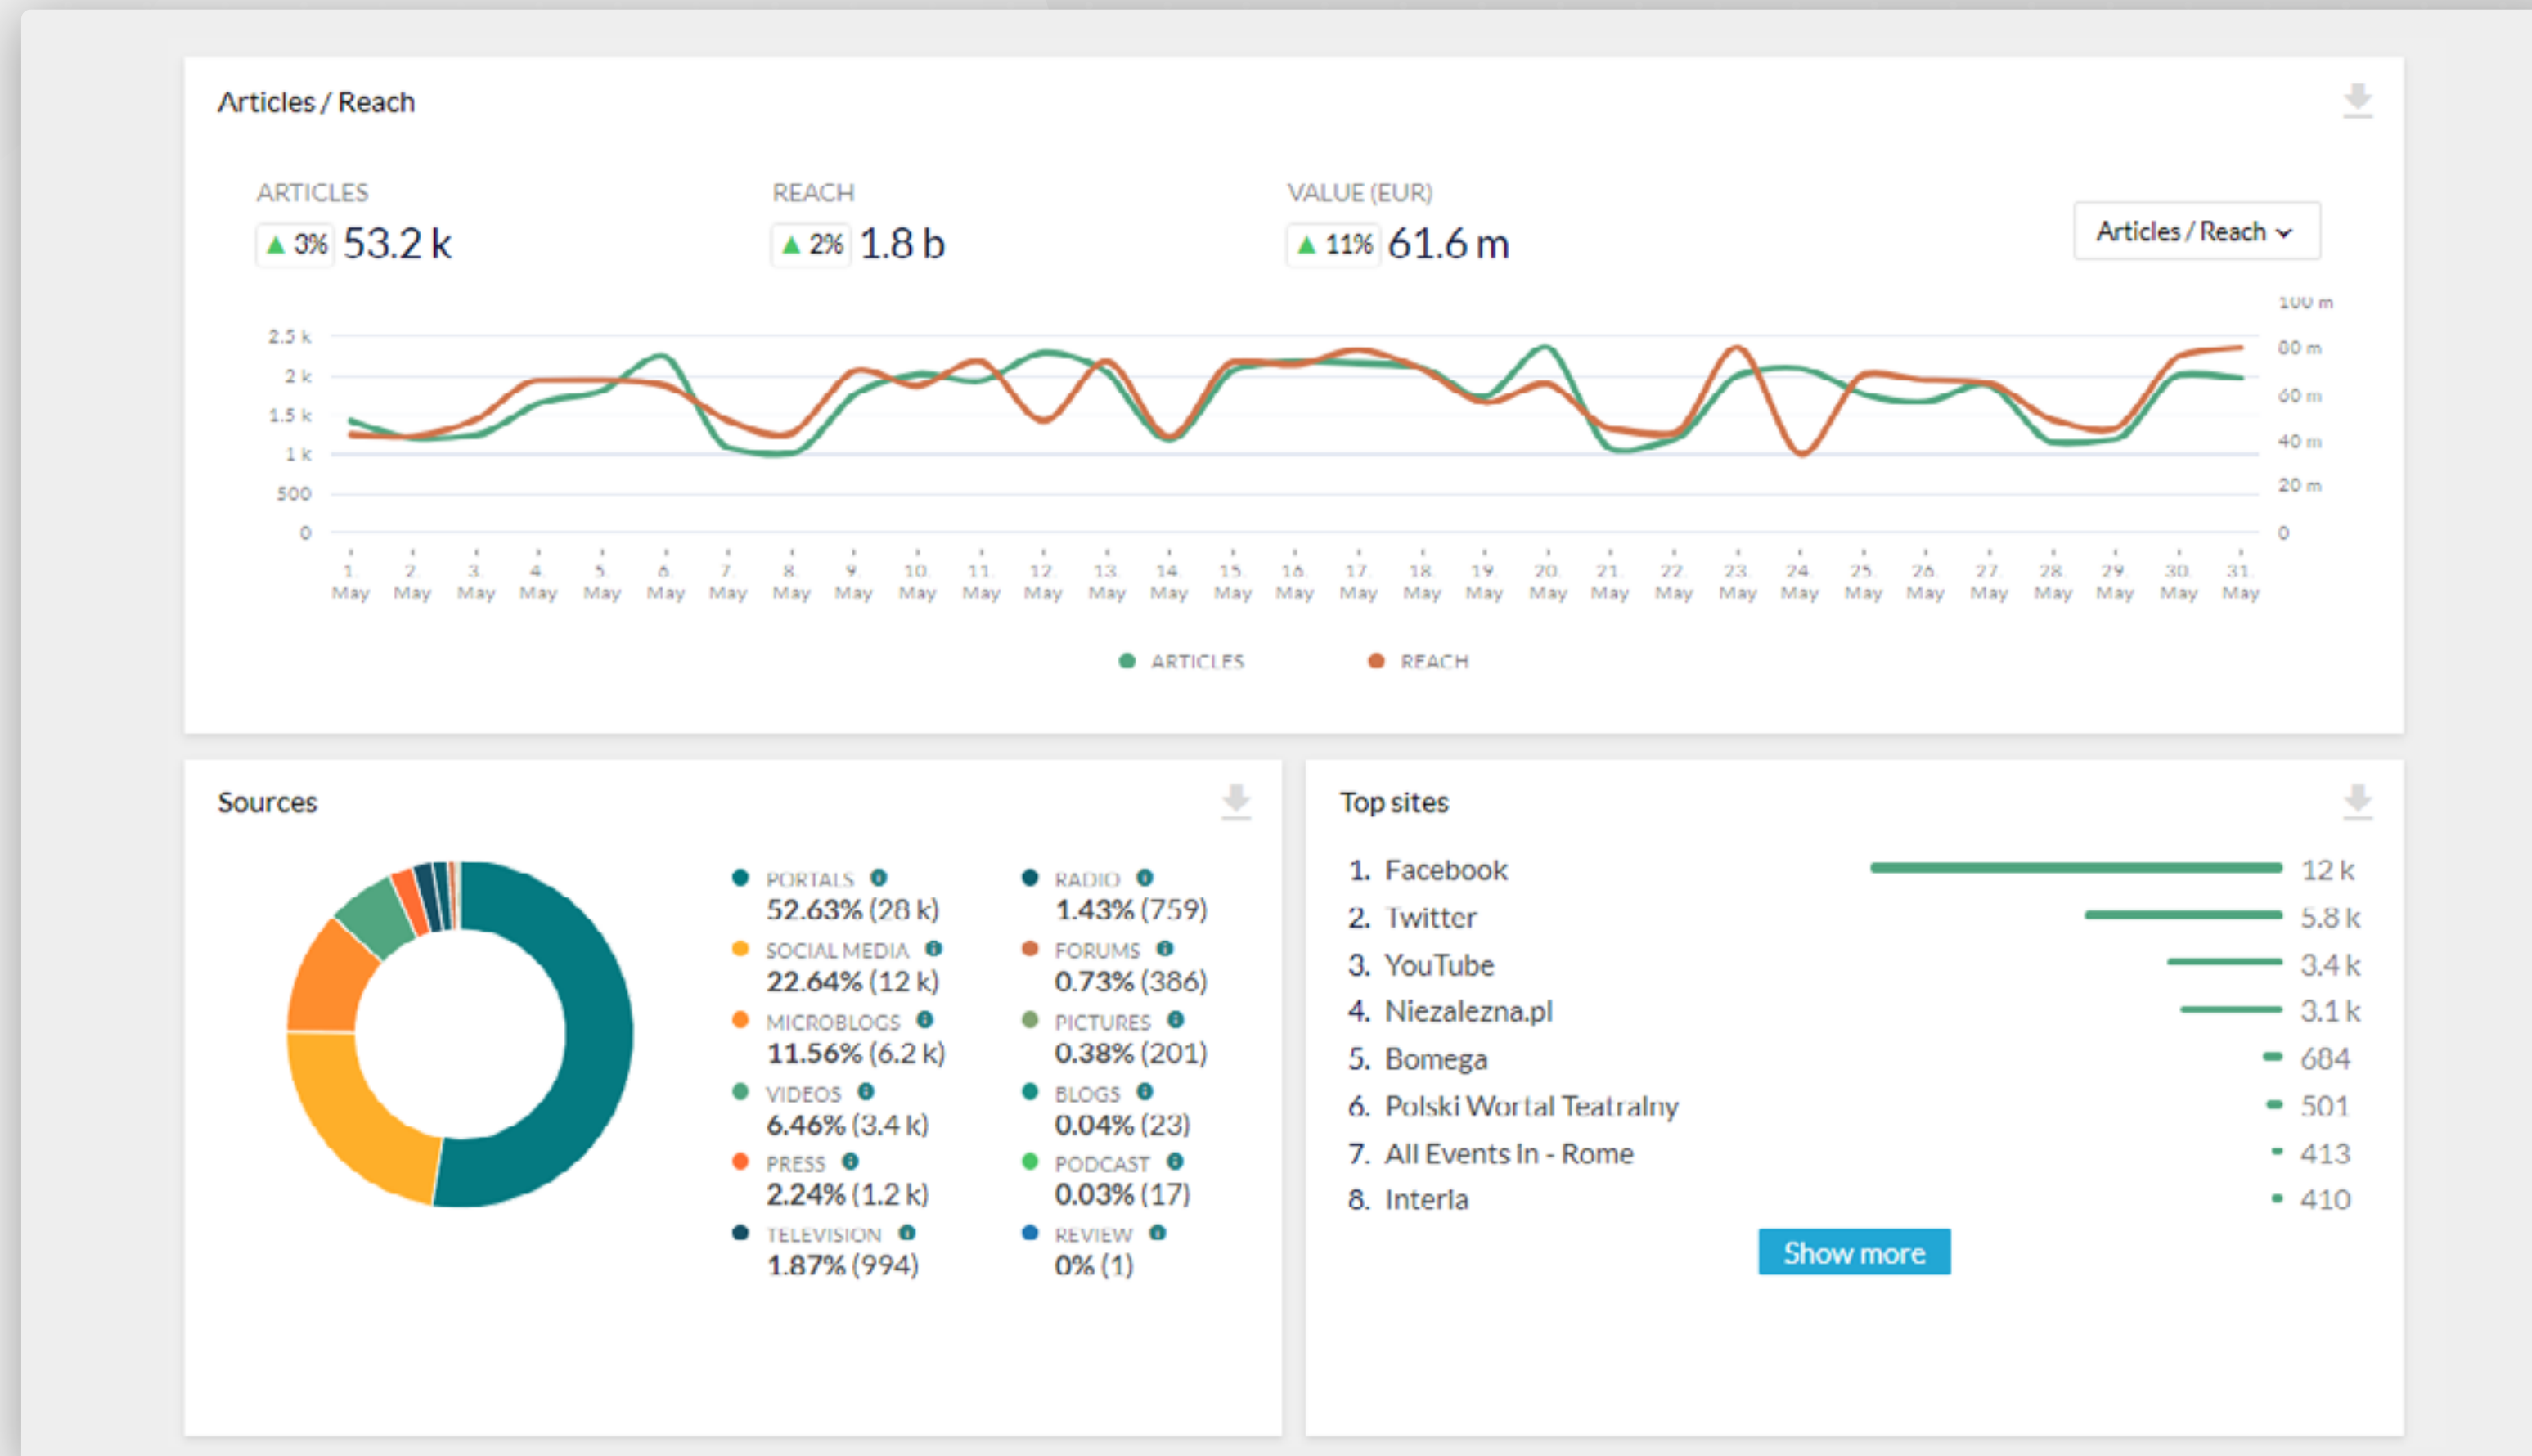 Articles / Reach
ARTICLES
3% 53.2 k
REACH
2% 1.8 b
VALUE (EUR)
11% 61.6 m
Articles / Reach
100 m
2.5 k
80 m
2 k
60 m
1.5 k
40 m
1 k
20 m
500
0
0
1. 2. 3. 4. 5. 6. 7. 8. 9. 10. 11. 12. 13. 14. 15. 16. 17. 18. 19. 20. 21. 22. 23. 24. 25. 26. 27. 28. 29. 30. 31.
May May May May May May May May May May May May May May May May May May May May May May May May May May May May May May May
ARTICLES REACH
Sources
PORTALS
52.63% (28 k)
SOCIAL MEDIA
22.64% (12 k)
MICROBLOGS
11.56% (6.2 k)
VIDEOS
6.46% (3.4 k)
PRESS
2.24% (1.2 k)
TELEVISION
1.87% (994)
RADIO
1.43% (759)
FORUMS
0.73% (386)
PICTURES
0.38% (201)
BLOGS
0.04% (23)
PODCAST
0.03% (17)
REVIEW
0% (1)
Top sites
1. Facebook 12 k
2. Twitter 5.8 k
3. YouTube 3.4 k
4. Niezalezna.pl 3.1 k
5. Bomega 684
6. Polski Wortal Teatralny 501
7. All Events In - Rome 413
8. Interia 410
Show more